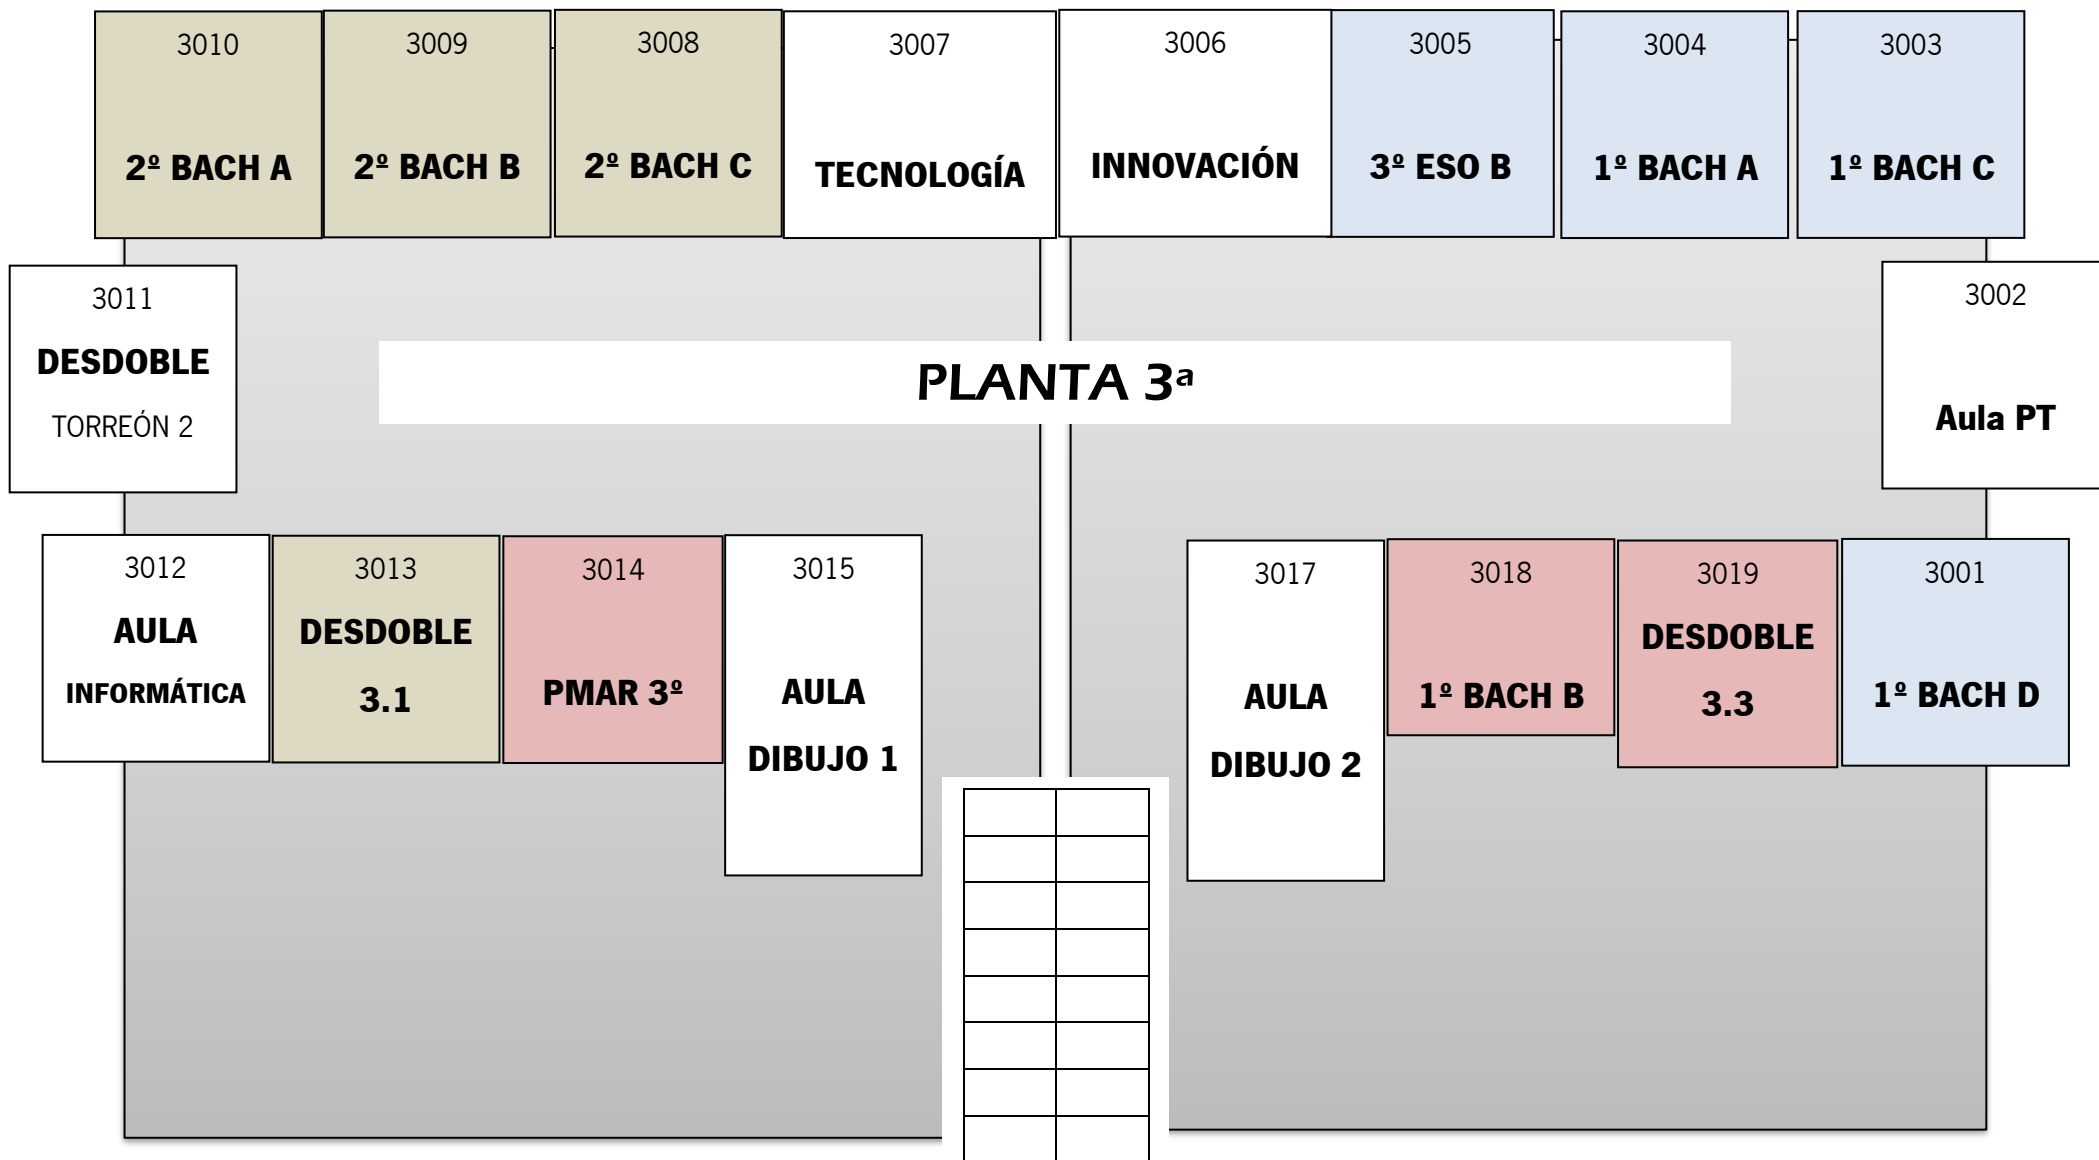 3010
2º BACH A
3009
2º BACH B
3008
2º BACH C
3007
TECNOLOGÍA
3006
INNOVACIÓN
3005
3º ESO B
3004
1º BACH A
3003
1º BACH C
3011
DESDOBLE
TORREÓN 2
PLANTA 3ª
3002
Aula PT
3012
AULA
INFORMÁTICA
3013
DESDOBLE
3.1
3014
PMAR 3º
3015
AULA
DIBUJO 1
3017
AULA
DIBUJO 2
3018
1º BACH B
3019
DESDOBLE
3.3
3001
1º BACH D